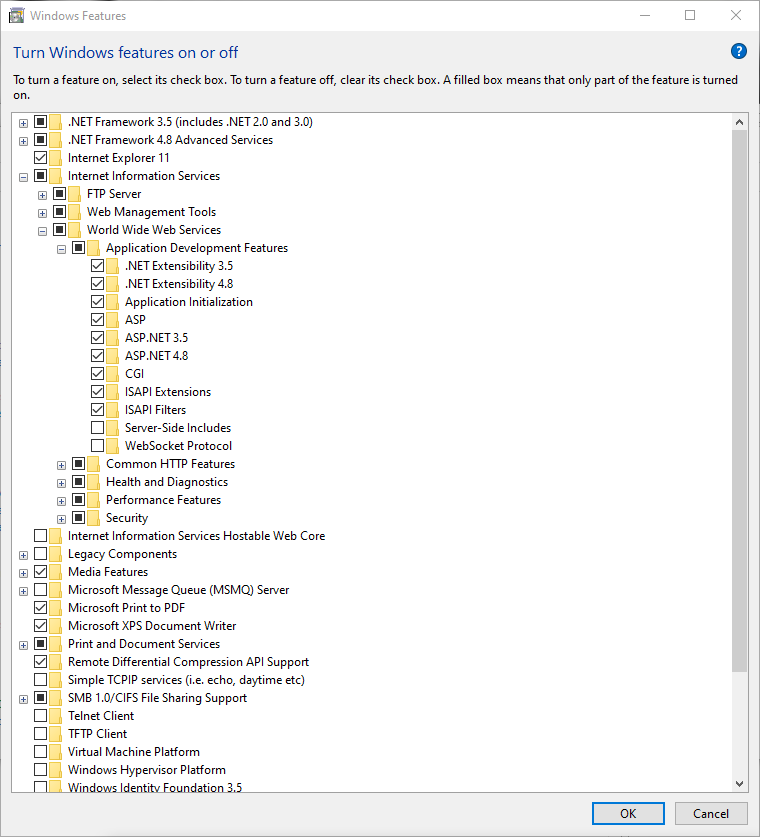 Windows Features
Turn Windows features on or off
?
To turn a feature on, select its check box. To turn a feature off, clear its check box. A filled box means that only part of the feature is turned
on.
.NET Framework 3.5 (includes .NET 2.0 and 3.0)
.NET Framework 4.8 Advanced Services
Internet Explorer 11
Internet Information Services
FTP Server
Web Management Tools
World Wide Web Services
Application Development Features
.NET Extensibility 3.5
.NET Extensibility 4.8
Application Initialization
ASP
ASP.NET 3.5
ASP.NET 4.8
CGI
ISAPI Extensions
ISAPI Filters
Server-Side Includes
WebSocket Protocol
Common HTTP Features
Health and Diagnostics
Performance Features
Security
Internet Information Services Hostable Web Core
Legacy Components
Media Features
Microsoft Message Queue (MSMQ) Server
Microsoft Print to PDF
Microsoft XPS Document Writer
Print and Document Services
Remote Differential Compression API Support
Simple TCPIP services (i.e. echo, daytime etc)
SMB 1.0/CIFS File Sharing Support
Telnet Client
TFTP Client
Virtual Machine Platform
Windows Hypervisor Platform
Windows Identity Foundation 3.5
OK
Cancel